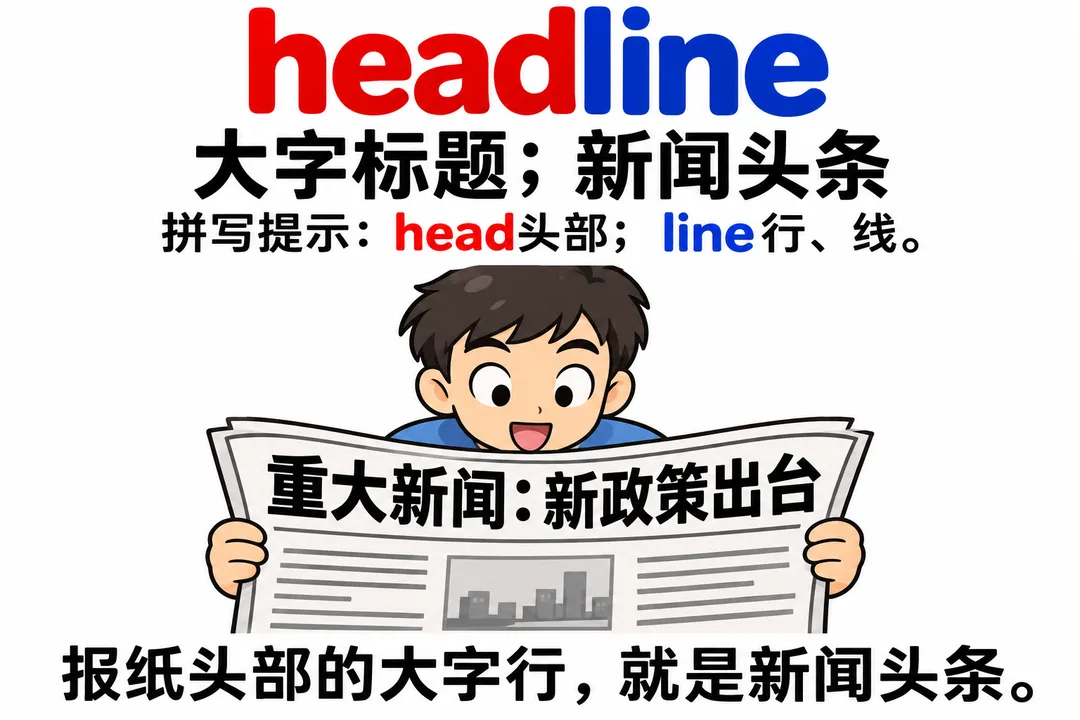 headline
大字标题；新闻头条
拼写提示：head头部； line行、线。
重大新闻：新政策出台
报纸头部的大字行，就是新闻头条。